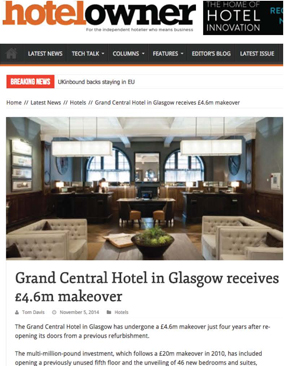 hotelowner
For the independent hotelier who means business
THE HOME OF
HOTEL
INNOVATION
LATEST NEWS TECH TALK COLUMNS FEATURES EDITOR'S BLOG LATEST ISSUE
BREAKING NEWS UKinbound backs staying in EU
Home // Latest News // Hotels // Grand Central Hotel in Glasgow receives £4.6m makeover
Grand Central Hotel in Glasgow receives
£4.6m makeover
Tom Davis November 5, 2014 Hotels
The Grand Central Hotel in Glasgow has undergone a £4.6m makeover just four years after re-
opening its doors from a previous refurbishment.
The multi-million-pound investment, which follows a £20m makeover in 2010, has included
opening a previously unused fifth floor and the unveiling of 46 new bedrooms and suites,